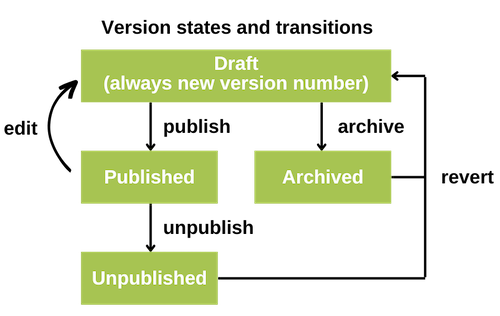 Version states and transitions
Draft
(always new version number)
edit
publish
archive
Published
Archived
revert
unpublish
Unpublished